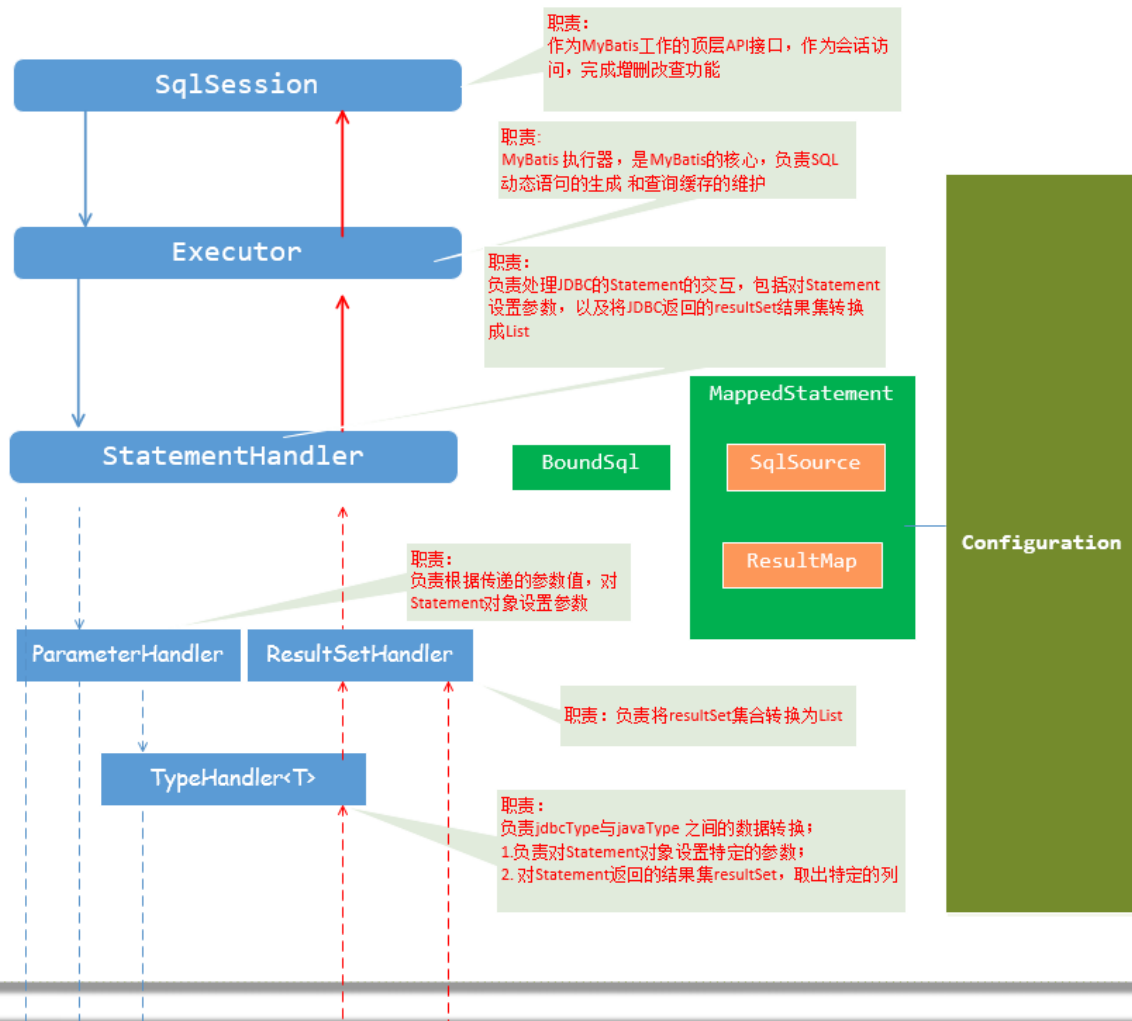 职责：
作为MyBatis工作的顶层API接口，作为会话访
问，完成增删改查功能
SqlSession
职责:
MyBatis 执行器，是MyBatis的核心，负责SQL
动态语句的生成 和查询缓存的维护
Executor
职责：
负责处理JDBC的Statement的交互，包括对Statement
设置参数，以及将JDBC返回的resultSet结果集转换
成List
MappedStatement
StatementHandler
BoundSql
SqlSource
Configuration
ResultMap
职责：
负责根据传递的参数值，对
Statement对象设置参数
ParameterHandler
ResultSetHandler
职责：负责将resultSet集合转换为List
TypeHandler<T>
职责：
负责jdbcType与javaType 之间的数据转换；
1.负责对Statement对象设置特定的参数；
2. 对Statement返回的结果集resultSet，取出特定的列